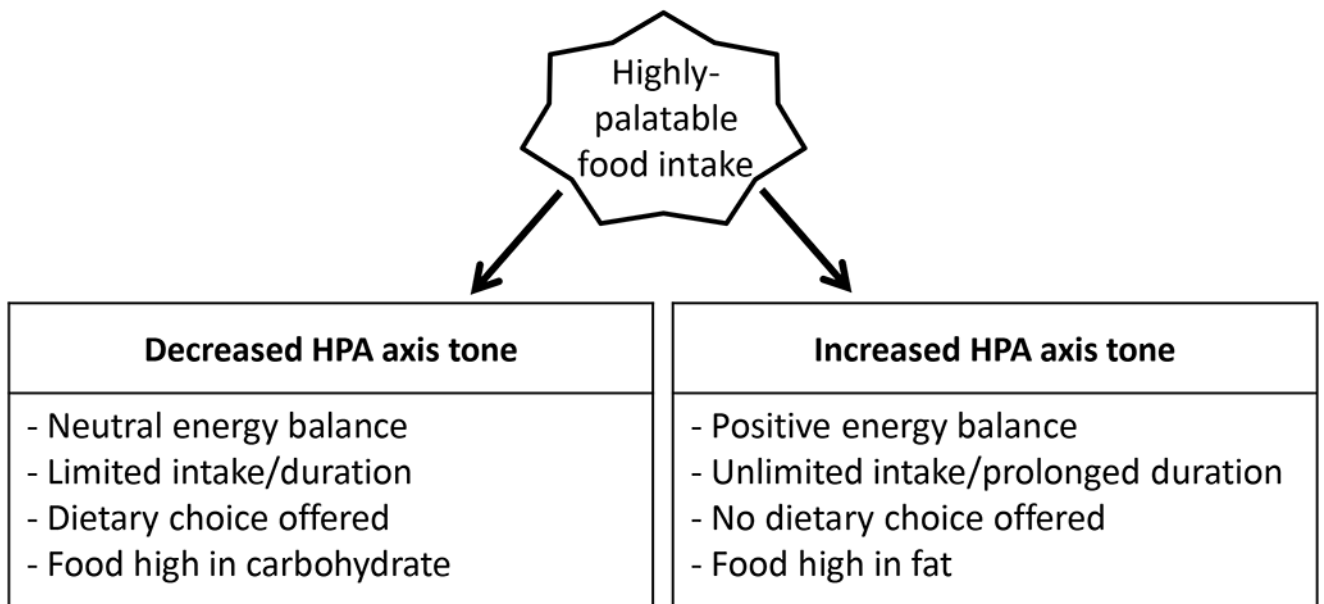 Highly-
palatable
food intake
Decreased HPA axis tone
- Neutral energy balance
- Limited intake/duration
- Dietary choice offered
- Food high in carbohydrate
Increased HPA axis tone
- Positive energy balance
- Unlimited intake/prolonged duration
- No dietary choice offered
- Food high in fat